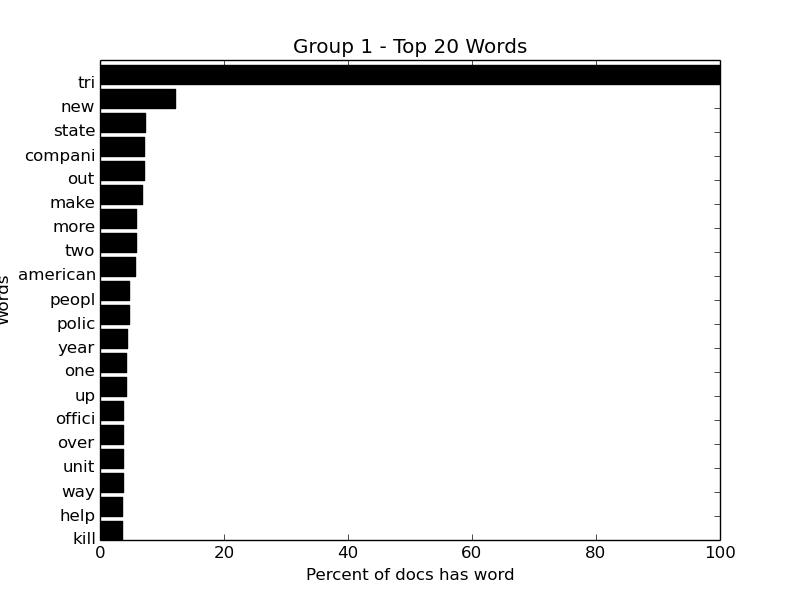 Group 1 - Top 20 Words
tri
new
state
compani
out
make
more
two
american
peopl
polic
year
one
up
offici
over
unit
way
help
kill
Words
0 20 40 60 80 100
Percent of docs has word